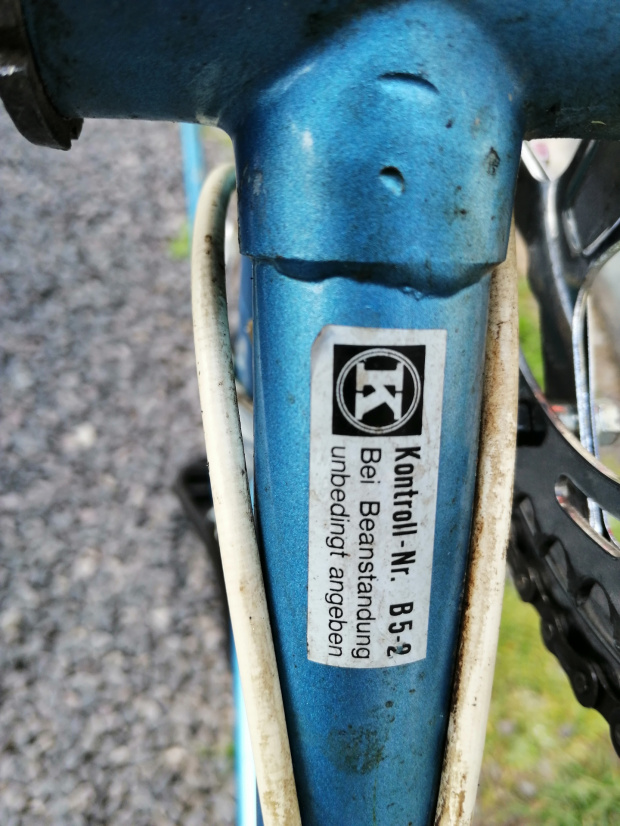 K
Kontroll-Nr. B5-2
Bei Beanstandung
unbedingt angeben